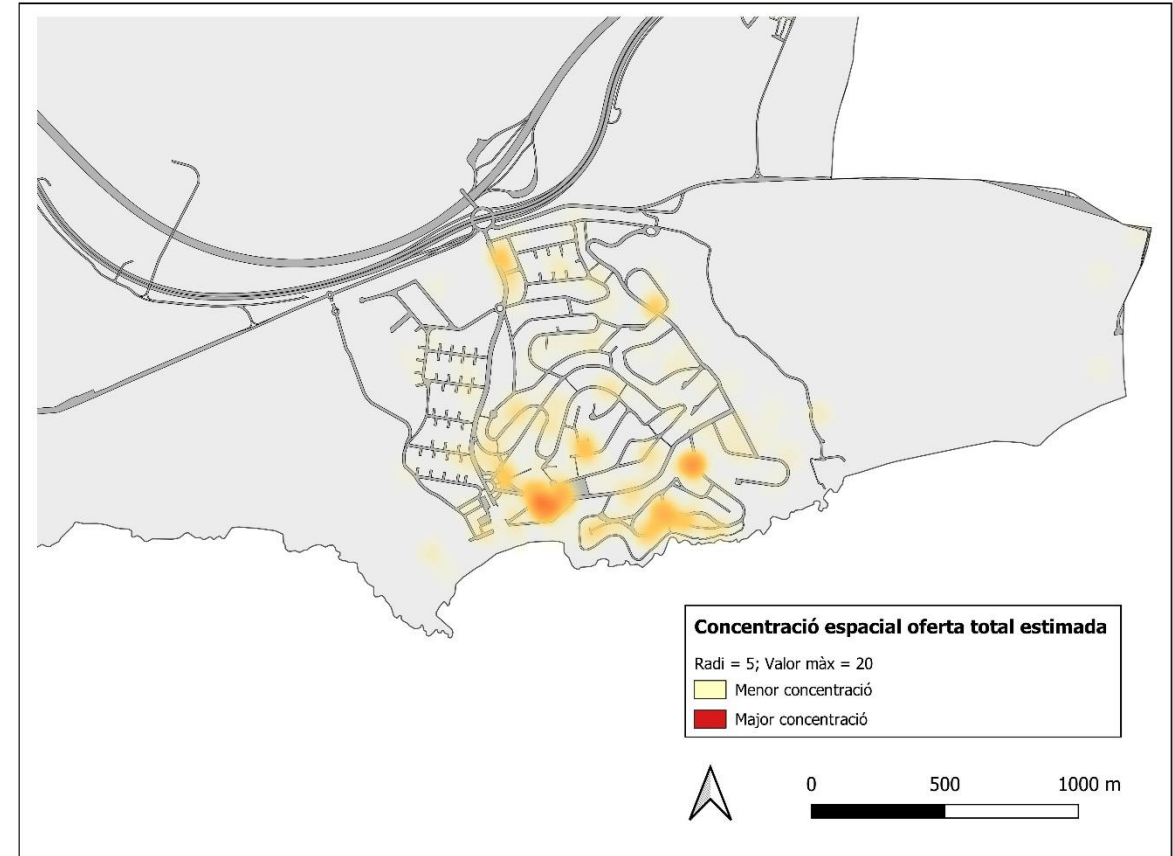 Concentració espacial oferta total estimada
Radi = 5; Valor màx = 20
Menor concentració
Major concentració
0 500 1000 m